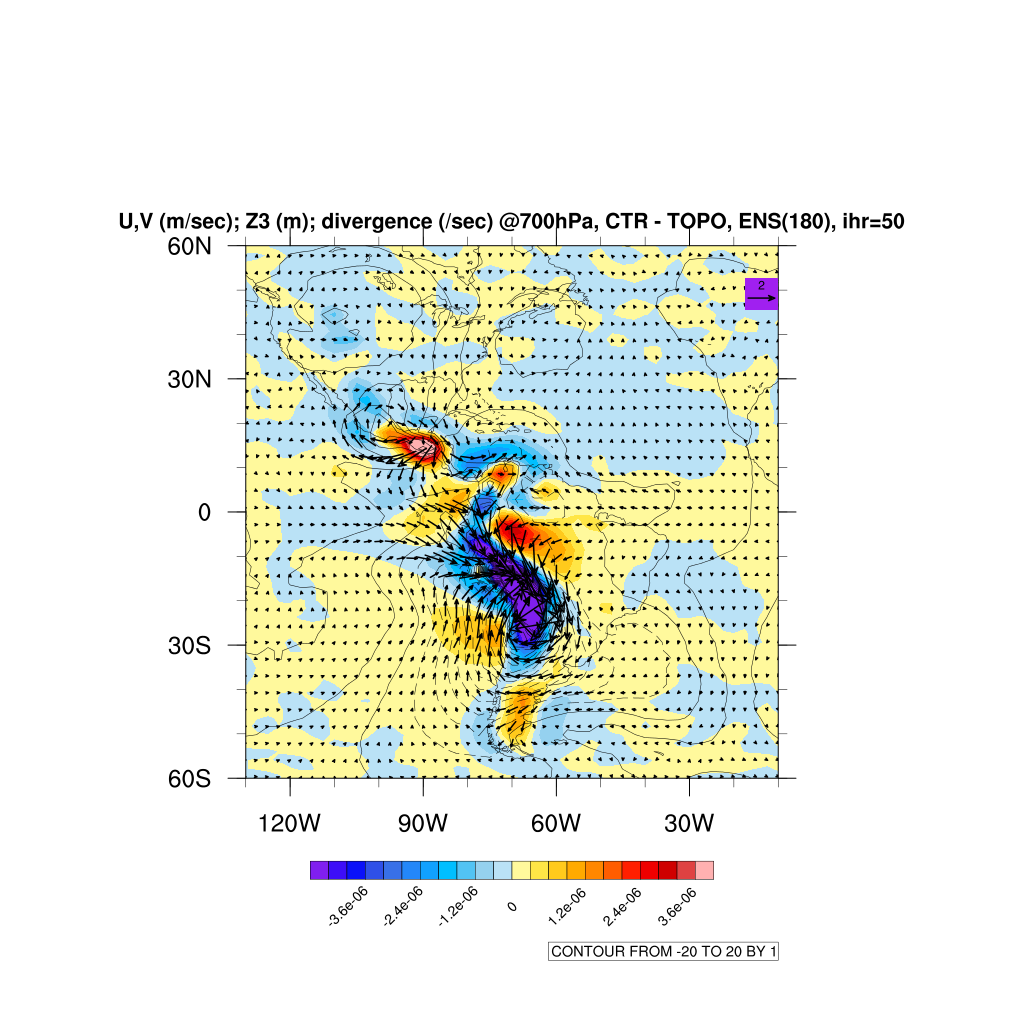 U,V (m/sec); Z3 (m); divergence (/sec) @700hPa, CTR - TOPO, ENS(180), ihr=50
60N
2
30N
0
30S
60S
120W 90W 60W 30W
-3.6e-06 -2.4e-06 -1.2e-06 0 1.2e-06 2.4e-06 3.6e-06
CONTOUR FROM -20 TO 20 BY 1